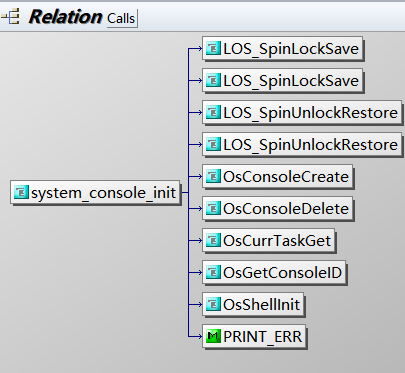 Relation Calls
LOS_SpinLockSave
LOS_SpinLockSave
LOS_SpinUnlockRestore
LOS_SpinUnlockRestore
system_console_init
OsConsoleCreate
OsConsoleDelete
OsCurrTaskGet
OsGetConsoleID
OsShellInit
M PRINT_ERR